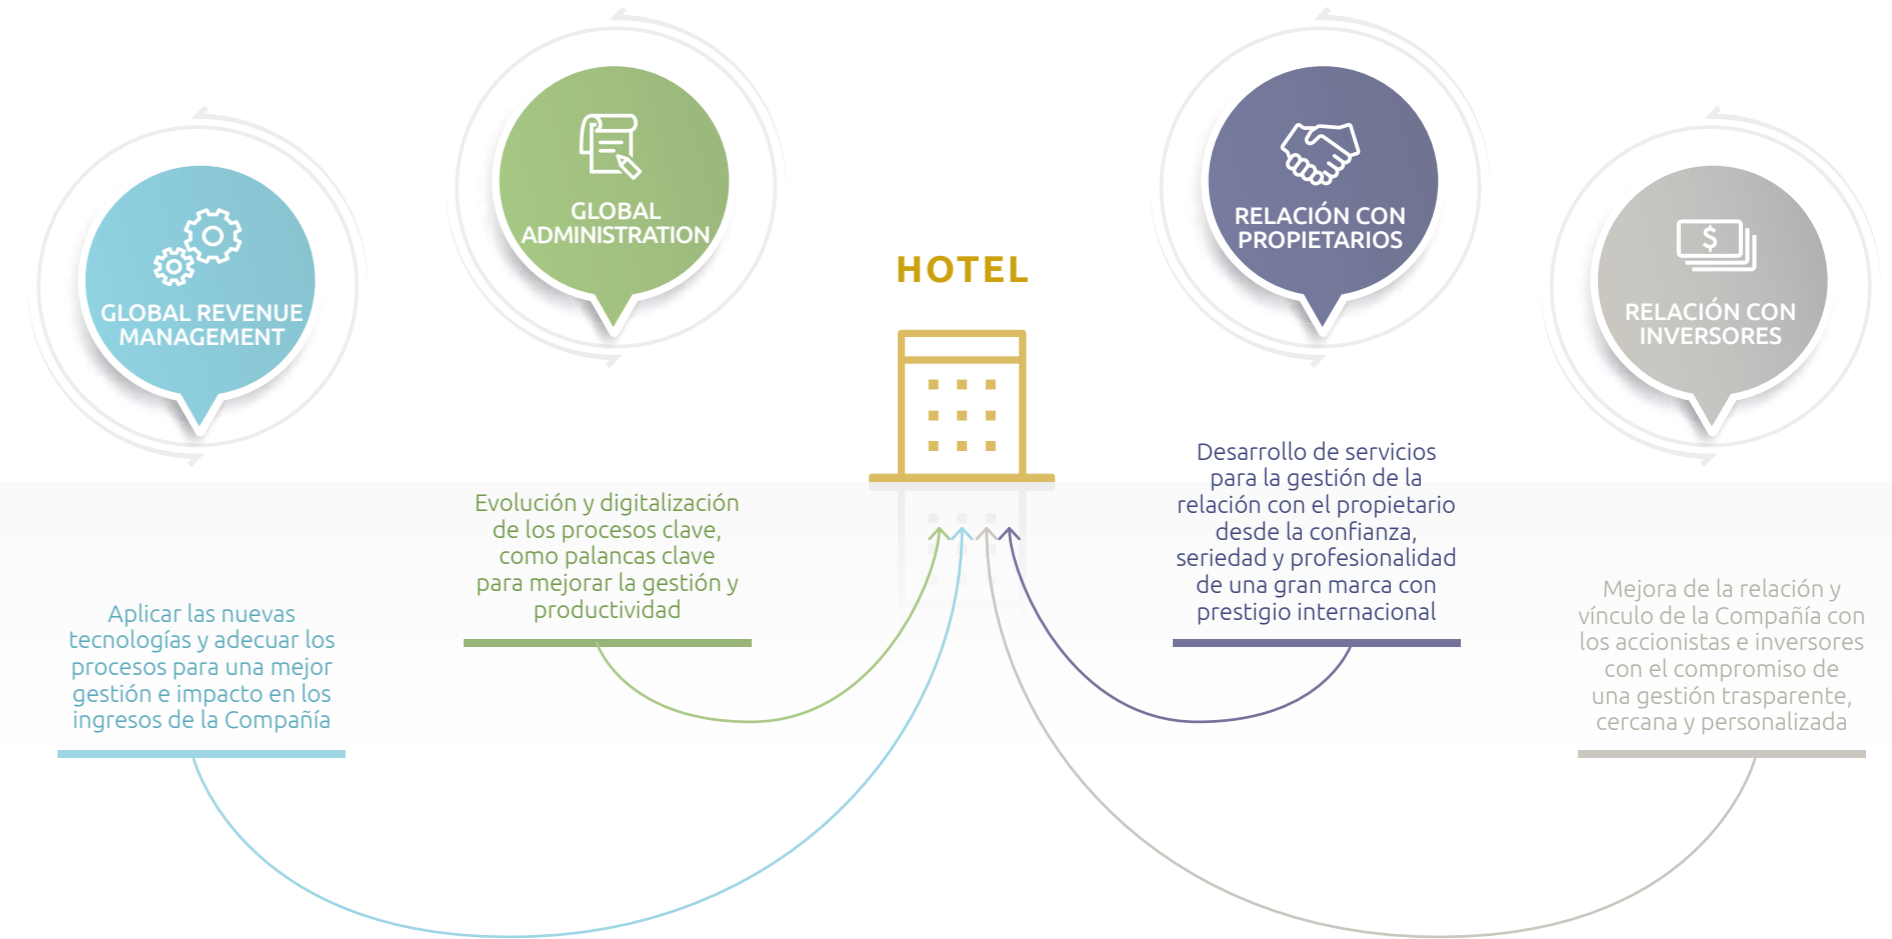 GLOBAL REVENUE
MANAGEMENT
Aplicar las nuevas
tecnologías y adecuar los
procesos para una mejor
gestión e impacto en los
ingresos de la Compañía
GLOBAL
ADMINISTRATION
Evolución y digitalización
de los procesos clave,
como palancas clave
para mejorar la gestión y
productividad
HOTEL
RELACIÓN CON
PROPIETARIOS
Desarrollo de servicios
para la gestión de la
relación con el propietario
desde la confianza,
seriedad y profesionalidad
de una gran marca con
prestigio internacional
$
RELACIÓN CON
INVERSORES
Mejora de la relación y
vínculo de la Compañía con
los accionistas e inversores
con el compromiso de
una gestión trasparente,
cercana y personalizada